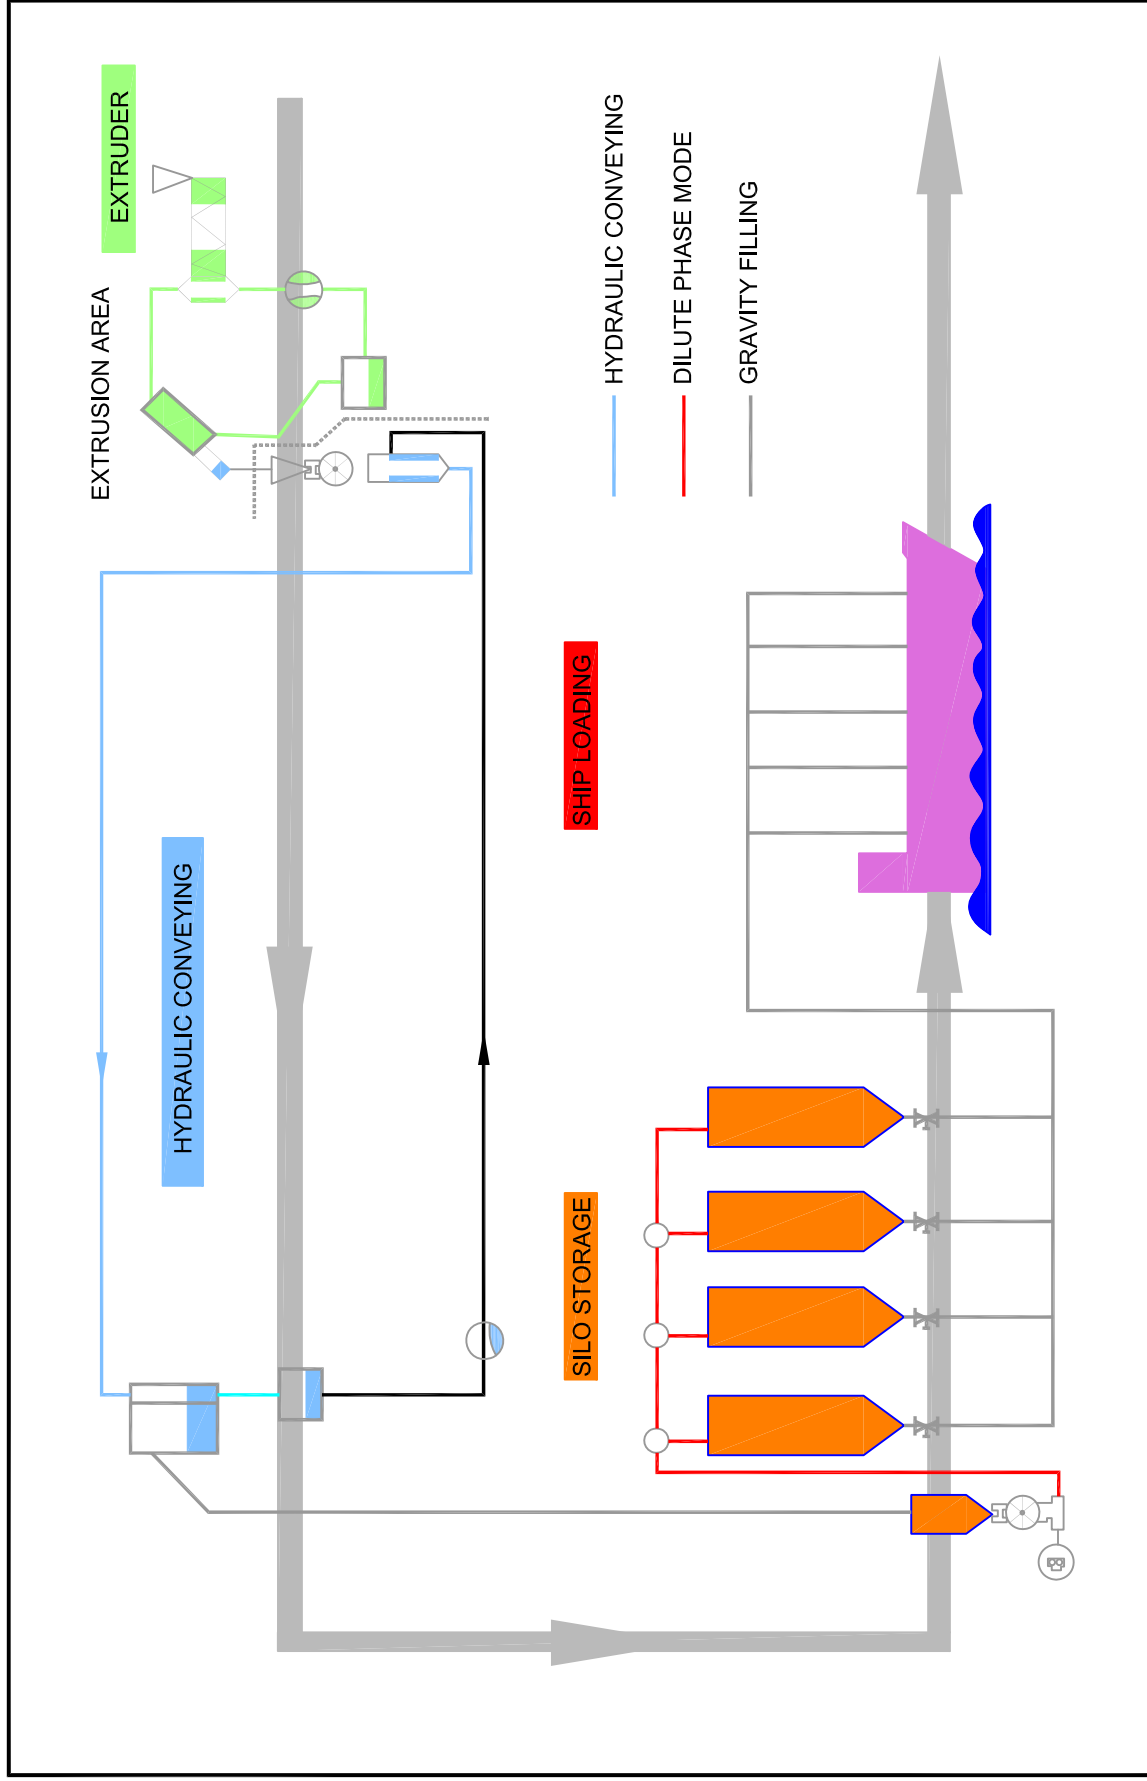 EXTRUDER
EXTRUSION AREA
HYDRAULIC CONVEYING
HYDRAULIC CONVEYING
DILUTE PHASE MODE
GRAVITY FILLING
SILO STORAGE
SHIP LOADING